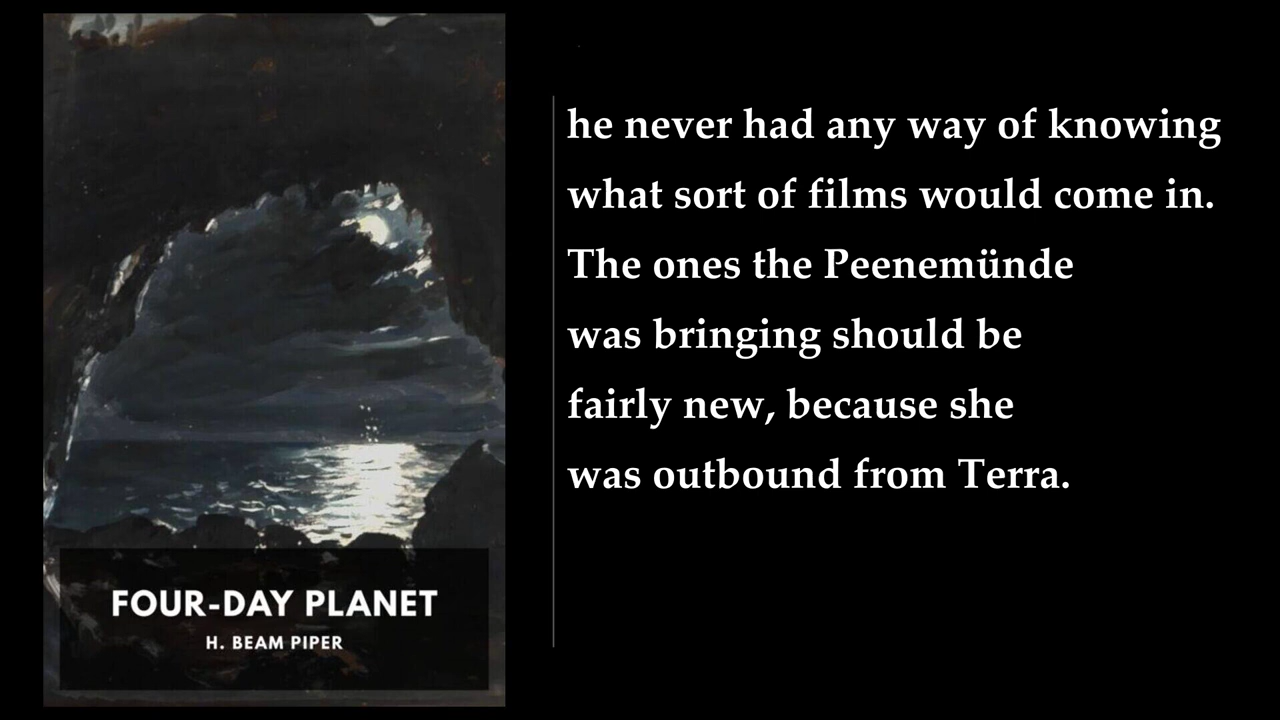 he never had any way of knowing
what sort of films would come in.
The ones the Peenemünde
was bringing should be
fairly new, because she
was outbound from Terra.
FOUR-DAY PLANET
H. BEAM PIPER